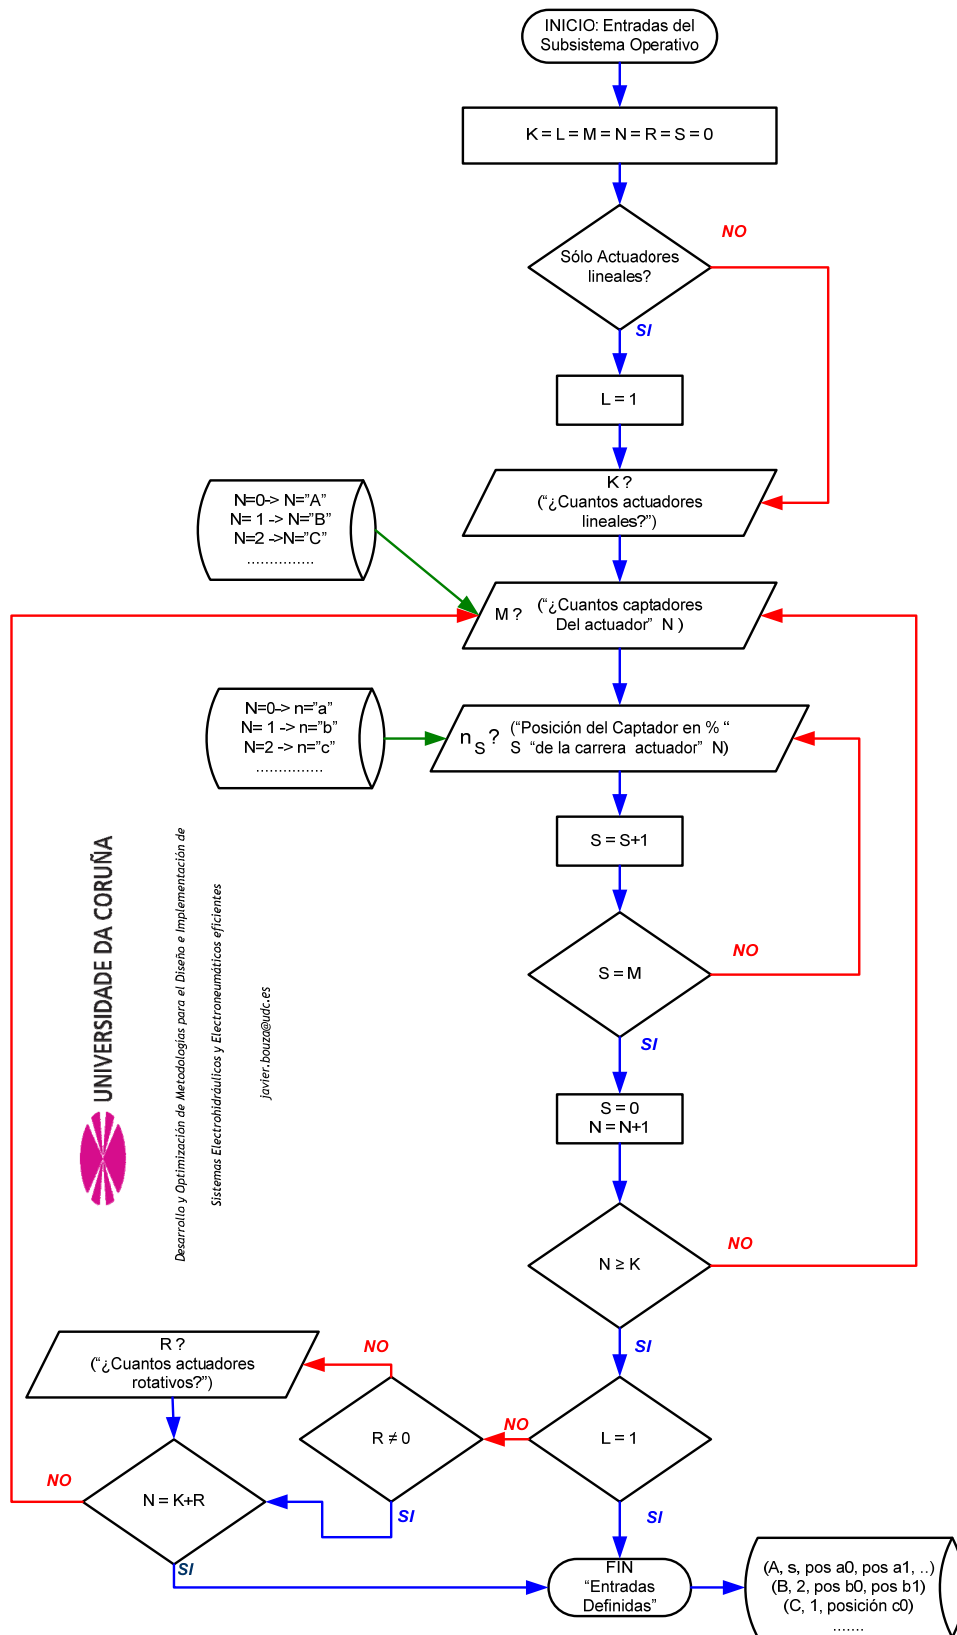 INICIO: Entradas del
Subsistema Operativo
K = L = M = N = R = S = 0
Sólo Actuadores
lineales?
NO
SI
L = 1
K ?
(“¿Cuantos actuadores
lineales?”)
N=0-> N=”A”
N= 1 -> N=”B”
N=2 ->N=”C”
...............
M ? (“¿Cuantos captadores
Del actuador” N )
N=0-> n=”a”
N= 1 -> n=”b”
N=2 -> n=”c”
...............
nS ? (“Posición del Captador en % “
S “de la carrera actuador” N)
S = S+1
S = M
NO
SI
S = 0
N = N+1
N ≥ K
NO
SI
L = 1
NO
SI
R ≠ 0
NO
SI
R ?
(“¿Cuantos actuadores
rotativos?”)
N = K+R
NO
SI
FIN
“Entradas
Definidas”
(A, s, pos a0, pos a1, ..)
(B, 2, pos b0, pos b1)
(C, 1, posición c0)
.......
UNIVERSIDADE DA CORUÑA
Desarrollo y Optimización de Metodologías para el Diseño e Implementación de
Sistemas Electrohidráulicos y Electroneumáticos eficientes
javier.bouza@udc.es